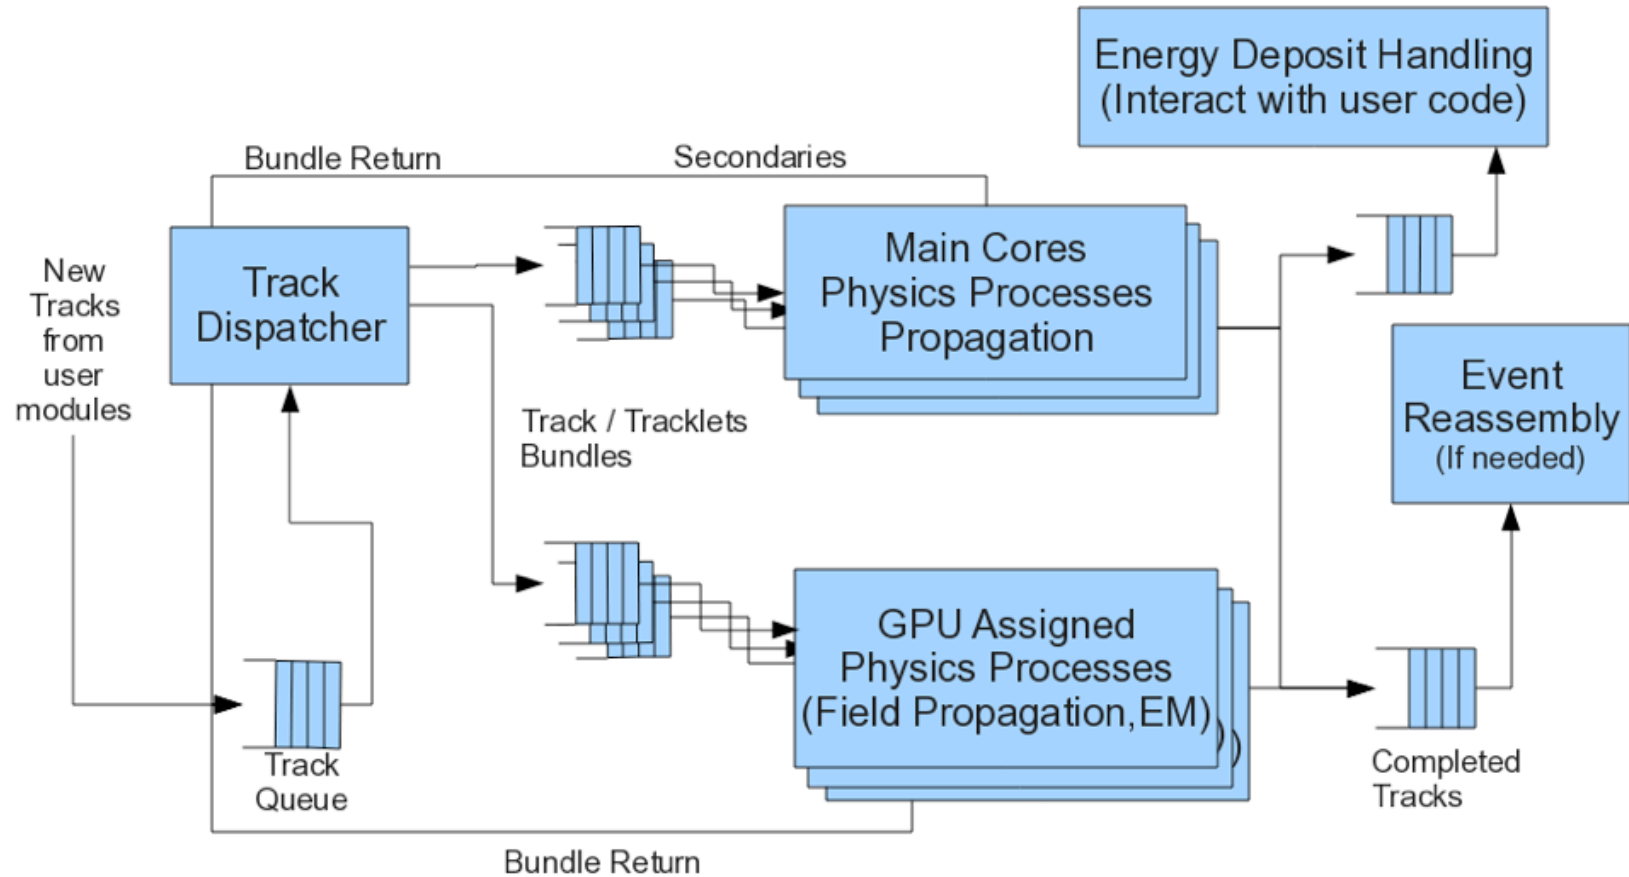 Energy Deposit Handling
(Interact with user code)
Bundle Return
Secondaries
New
Tracks
from
user
modules
Track
Dispatcher
Main Cores
Physics Processes
Propagation
Track / Tracklets
Bundles
Event
Reassembly
(If needed)
GPU Assigned
Physics Processes
(Field Propagation,EM)
)
)
Track
Queue
Completed
Tracks
Bundle Return